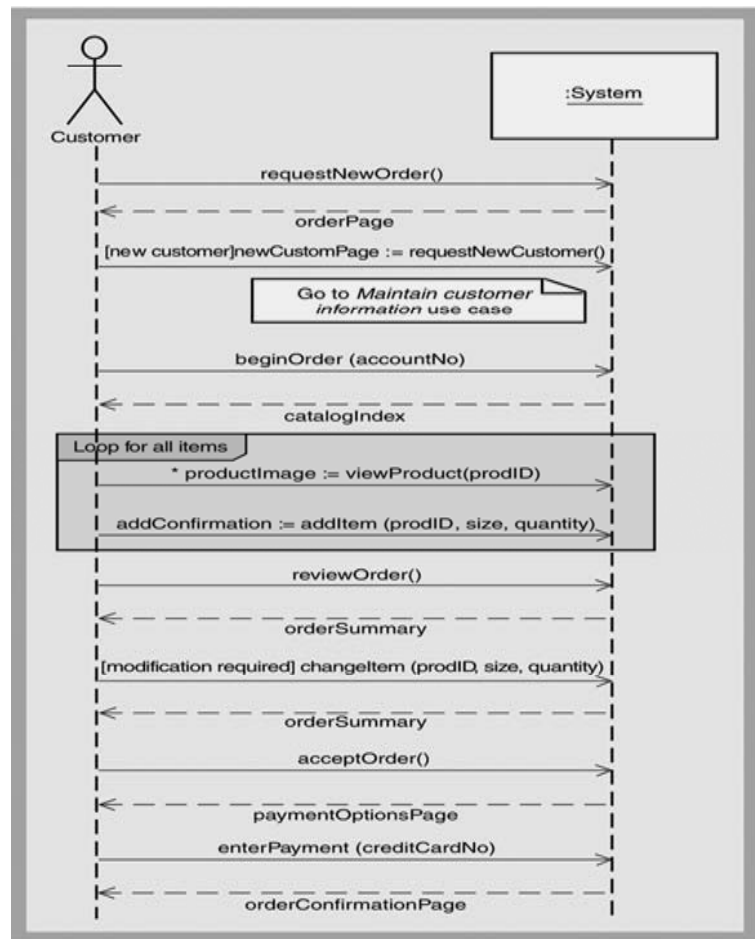 :System
Customer
requestNewOrder()
orderPage
[new customer]newCustomPage := requestNewCustomer()
Go to Maintain customer
information use case
beginOrder (accountNo)
catalogIndex
Loop for all items
* productImage := viewProduct(prodID)
addConfirmation := addItem (prodID, size, quantity)
reviewOrder()
orderSummary
[modification required] changeItem (prodID, size, quantity)
orderSummary
acceptOrder()
paymentOptionsPage
enterPayment (creditCardNo)
orderConfirmationPage